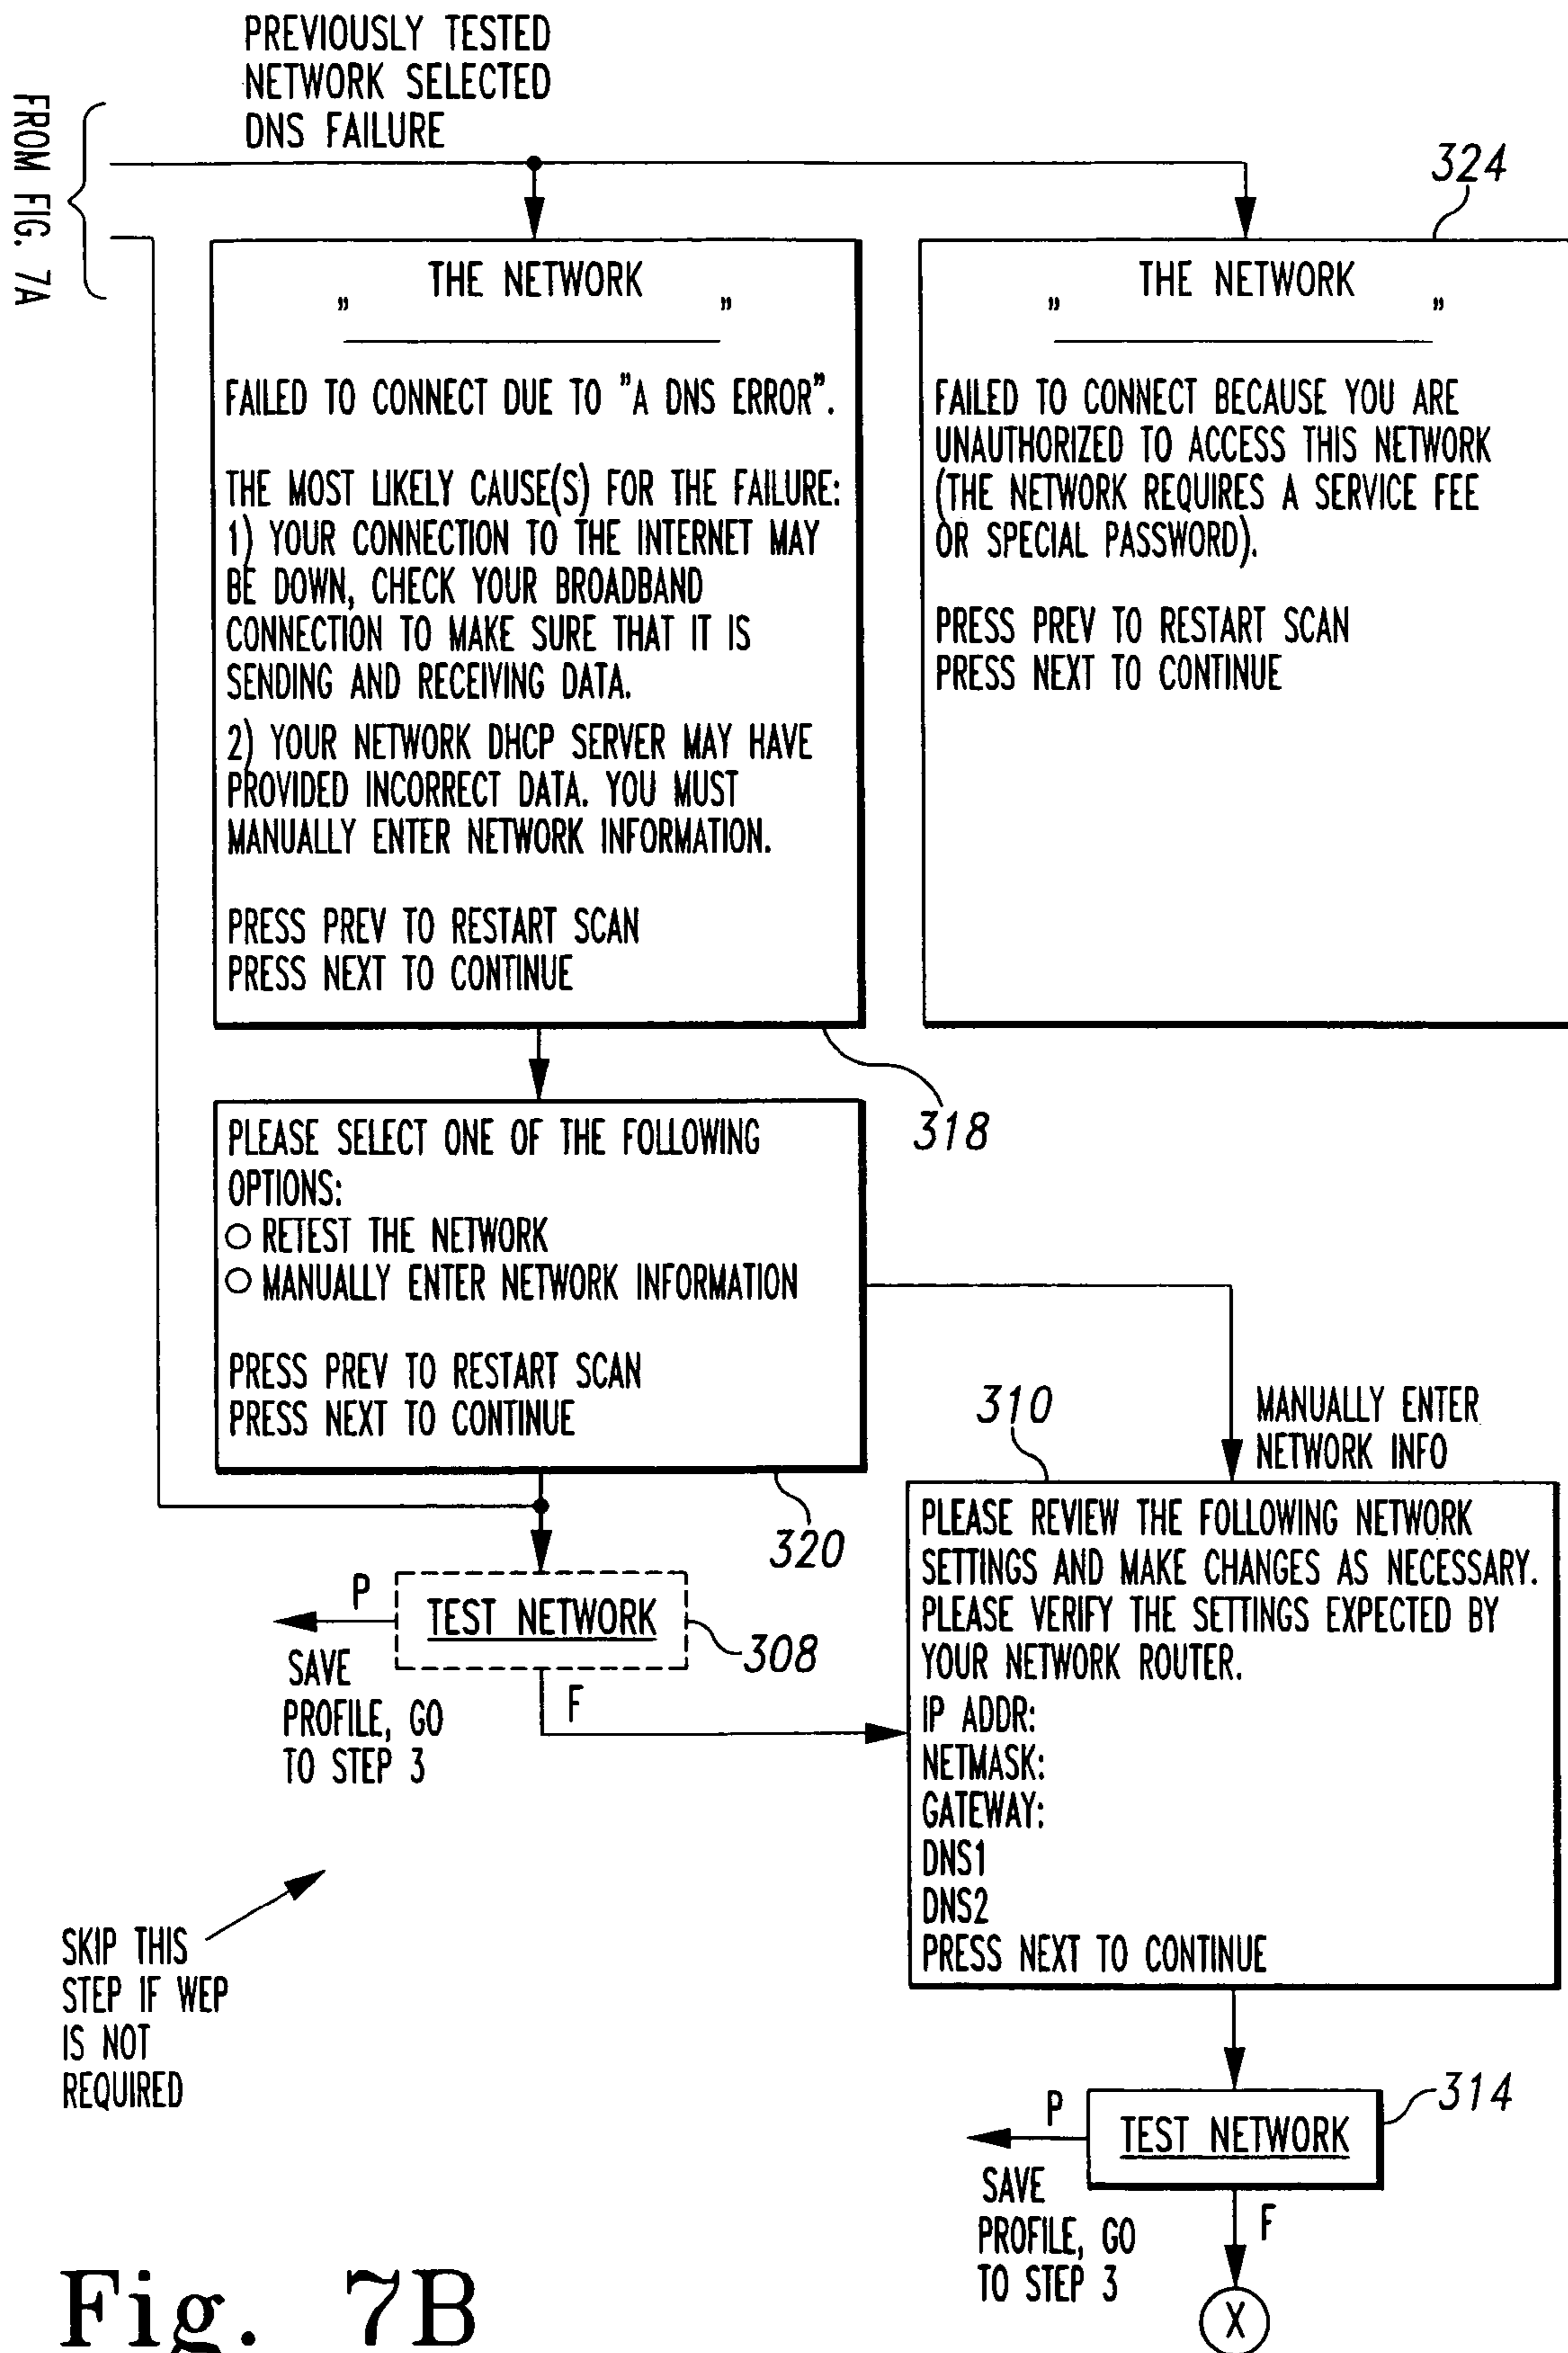 PREVIOUSLY TESTED
NETWORK SELECTED
DNS FAILURE
FROM FIG. 7A
324
THE NETWORK
" "
FAILED TO CONNECT DUE TO "A DNS ERROR".
THE MOST LIKELY CAUSE(S) FOR THE FAILURE:
1) YOUR CONNECTION TO THE INTERNET MAY
BE DOWN, CHECK YOUR BROADBAND
CONNECTION TO MAKE SURE THAT IT IS
SENDING AND RECEIVING DATA.
2) YOUR NETWORK DHCP SERVER MAY HAVE
PROVIDED INCORRECT DATA. YOU MUST
MANUALLY ENTER NETWORK INFORMATION.
PRESS PREV TO RESTART SCAN
PRESS NEXT TO CONTINUE
318
THE NETWORK
" "
FAILED TO CONNECT BECAUSE YOU ARE
UNAUTHORIZED TO ACCESS THIS NETWORK
(THE NETWORK REQUIRES A SERVICE FEE
OR SPECIAL PASSWORD).
PRESS PREV TO RESTART SCAN
PRESS NEXT TO CONTINUE
PLEASE SELECT ONE OF THE FOLLOWING
OPTIONS:
○ RETEST THE NETWORK
○ MANUALLY ENTER NETWORK INFORMATION
PRESS PREV TO RESTART SCAN
PRESS NEXT TO CONTINUE
320
MANUALLY ENTER
NETWORK INFO
310
PLEASE REVIEW THE FOLLOWING NETWORK
SETTINGS AND MAKE CHANGES AS NECESSARY.
PLEASE VERIFY THE SETTINGS EXPECTED BY
YOUR NETWORK ROUTER.
IP ADDR:
NETMASK:
GATEWAY:
DNS1
DNS2
PRESS NEXT TO CONTINUE
TEST NETWORK
308
P
SAVE
PROFILE, GO
TO STEP 3
F
SKIP THIS
STEP IF WEP
IS NOT
REQUIRED
TEST NETWORK
314
P
SAVE
PROFILE, GO
TO STEP 3
F
X
Fig. 7B